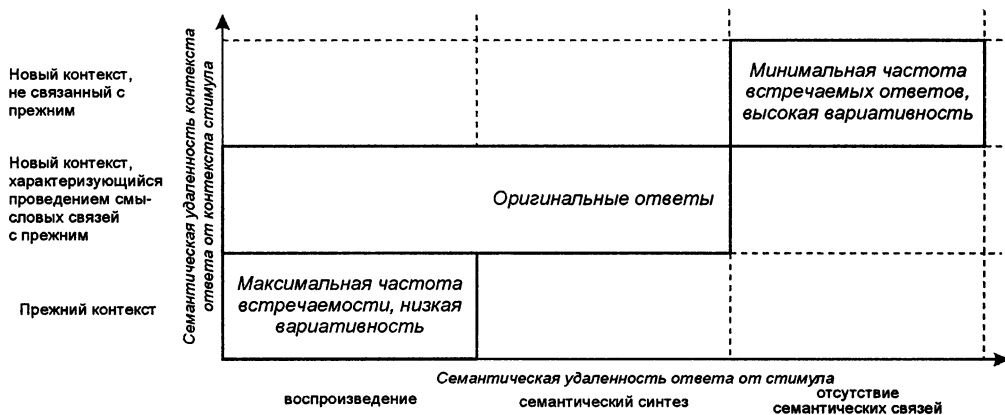 Новый контекст,
не связанный с
прежним
Новый контекст,
характеризующийся
проведением смы-
словых связей
с прежним
Прежний контекст
Семантическая удаленность контекста
ответа от контекста стимула
Минимальная частота
встречаемых ответов,
высокая вариативность
Оригинальные ответы
Максимальная частота
встречаемости, низкая
вариативность
Семантическая удаленность ответа от стимула
воспроизведение
семантический синтез
отсутствие
семантических связей